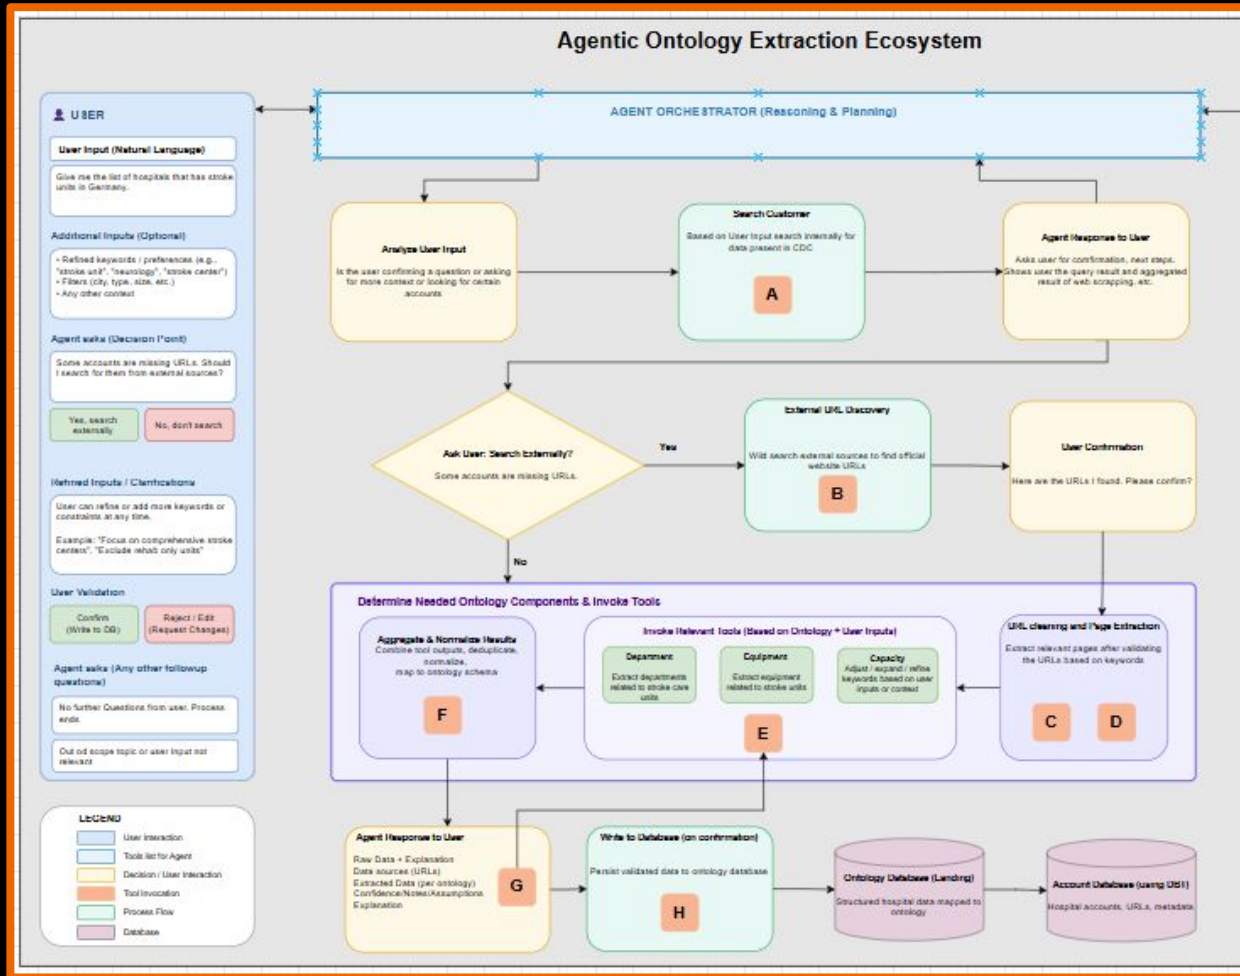 Agentic Ontology Extraction Ecosystem
USER
User Input (Natural Language)
Give me the list of hospitals that has stroke
units in Germany.
Additional Inputs (Optional)
• Refined keywords / preferences (e.g.,
"stroke unit", "neurology", "stroke center")
• Filters (city, type, size, etc.)
• Any other context
Agent asks (Decision Point)
Some accounts are missing URLs. Should
I search for them from external sources?
Yes, search
externally
No, don't search
Refined Inputs / Clarifications
User can refine or add more keywords or
constraints at any time.
Example: "Focus on comprehensive stroke
centers", "Exclude rehab only units"
User Validation
Confirm
(Write to DB)
Reject / Edit
(Request Changes)
Agent asks (Any other followup
questions)
No further Questions from user. Process
ends
Out od scope topic or user Input not
relevant
LEGEND
User Interaction
Tools list for Agent
Decision / User Interaction
Tool Invocation
Process Flow
Database
AGENT ORCHESTRATOR (Reasoning & Planning)
Analyze User Input
Is the user confirming a question or asking
for more context or looking for certain
accounts
Search Customer
Based on User Input search internally for
data present in CDC
A
Agent Response to User
Asks user for comfirmation, next steps.
Shows user the query result and aggregated
result of web scrapping, etc.
Ask User: Search Externally?
Some accounts are missing URLs.
Yes
No
External URL Discovery
Wild search external sources to find official
website URLs
B
User Confirmation
Here are the URLs I found. Please confirm?
Determine Needed Ontology Components & Invoke Tools
Aggregate & Normalize Results
Combine tool outputs, deduplicate,
normalize,
map to ontology schema
F
Invoke Relevant Tools (Based on Ontology + User Inputs)
Department
Extract departments
related to stroke care
units
Equipment
Extract equipment
related to stroke units
Capacity
Adjust / expand / refine
keywords based on user
inputs or context
E
URL cleaning and Page Extraction
Extract relevant pages after validating
the URLs based on keywords
C
D
Agent Response to User
Raw Data + Explanation
Data sources (URLs)
Extracted Data (per ontology)
Confidence/Notes/Assumptions
Explanation
G
Write to Database (on confirmation)
Persist validated data to ontology database
H
Ontology Database (Landing)
Structured hospital data mapped to
ontology
Account Database (using DBT)
Hospital accounts, URLs, metadata